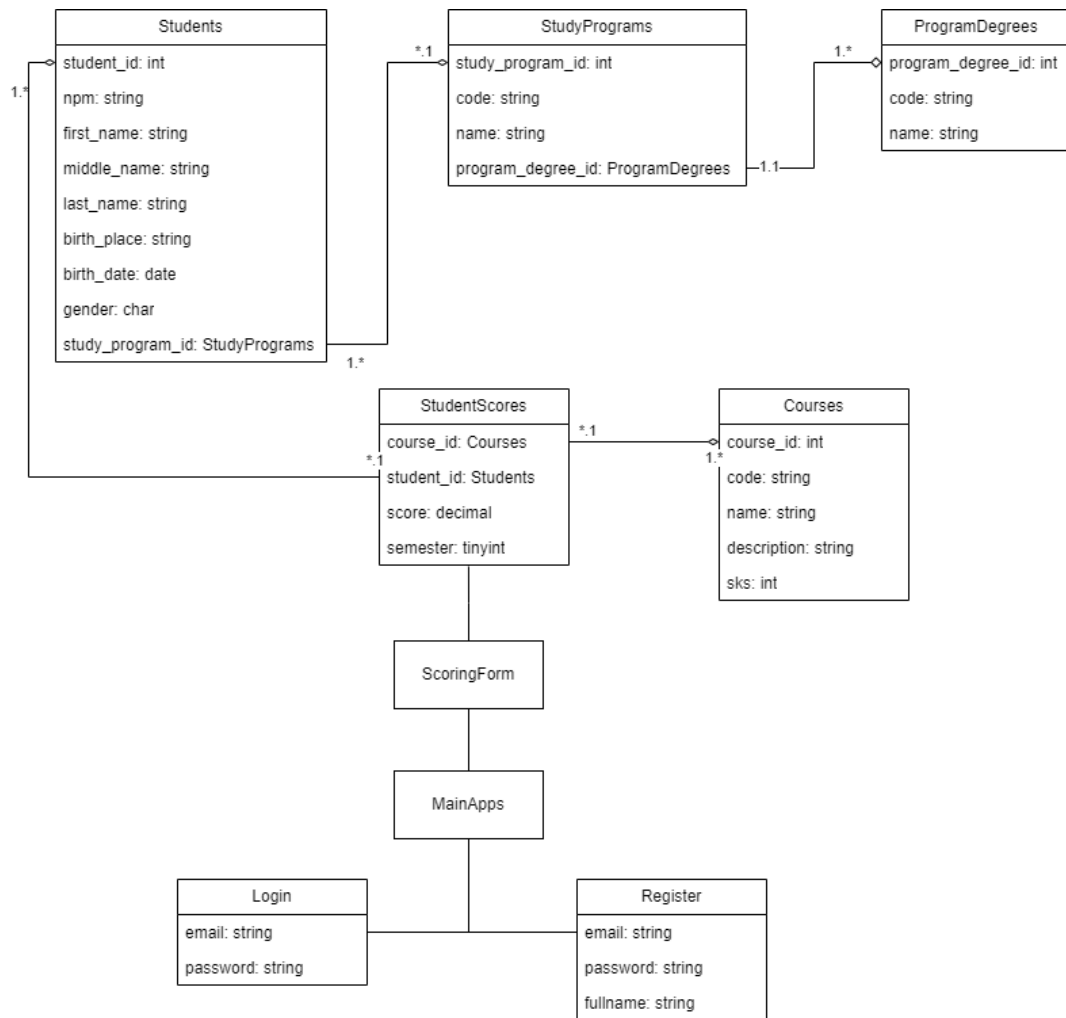 Students
student_id: int
npm: string
first_name: string
middle_name: string
last_name: string
birth_place: string
birth_date: date
gender: char
study_program_id: StudyPrograms
1.*
1.*
*.1
StudyPrograms
study_program_id: int
code: string
name: string
program_degree_id: ProgramDegrees
1.1
1.*
ProgramDegrees
program_degree_id: int
code: string
name: string
StudentScores
course_id: Courses
student_id: Students
score: decimal
semester: tinyint
*.1
*.1
1.*
Courses
course_id: int
code: string
name: string
description: string
sks: int
ScoringForm
MainApps
Login
email: string
password: string
Register
email: string
password: string
fullname: string